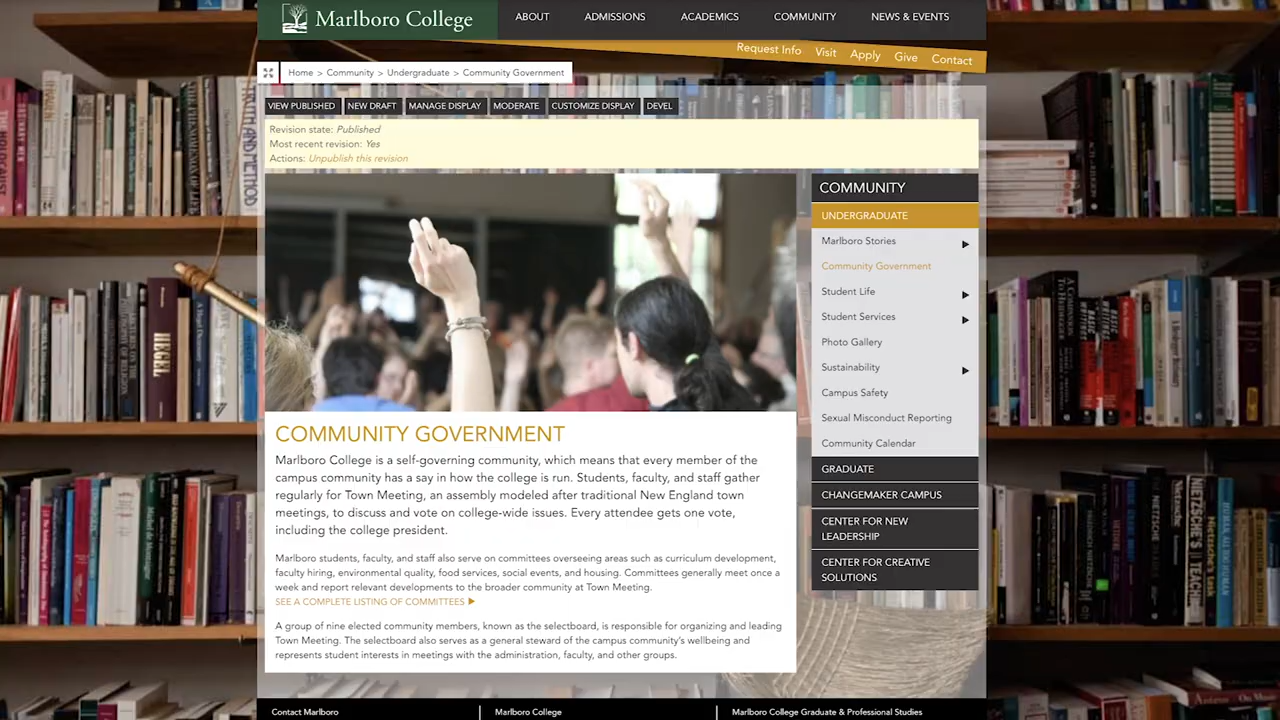 Marlboro College
ABOUT ADMISSIONS ACADEMICS COMMUNITY NEWS & EVENTS
Request Info Visit Apply Give Contact
Home > Community > Undergraduate > Community Government
VIEW PUBLISHED NEW DRAFT MANAGE DISPLAY MODERATE CUSTOMIZE DISPLAY DEVEL
Revision state: Published
Most recent revision: Yes
Actions: Unpublish this revision
COMMUNITY GOVERNMENT
Marlboro College is a self-governing community, which means that every member of the
campus community has a say in how the college is run. Students, faculty, and staff gather
regularly for Town Meeting, an assembly modeled after traditional New England town
meetings, to discuss and vote on college-wide issues. Every attendee gets one vote,
including the college president.
Marlboro students, faculty, and staff also serve on committees overseeing areas such as curriculum development,
faculty hiring, environmental quality, food services, social events, and housing. Committees generally meet once a
week and report relevant developments to the broader community at Town Meeting.
SEE A COMPLETE LISTING OF COMMITTEES
A group of nine elected community members, known as the selectboard, is responsible for organizing and leading
Town Meeting. The selectboard also serves as a general steward of the campus community's wellbeing and
represents student interests in meetings with the administration, faculty, and other groups.
COMMUNITY
UNDERGRADUATE
Marlboro Stories
Community Government
Student Life
Student Services
Photo Gallery
Sustainability
Campus Safety
Sexual Misconduct Reporting
Community Calendar
GRADUATE
CHANGEMAKER CAMPUS
CENTER FOR NEW
LEADERSHIP
CENTER FOR CREATIVE
SOLUTIONS
Contact Marlboro Marlboro College Marlboro College Graduate & Professional Studies
HEGEL
NIETZSCHE